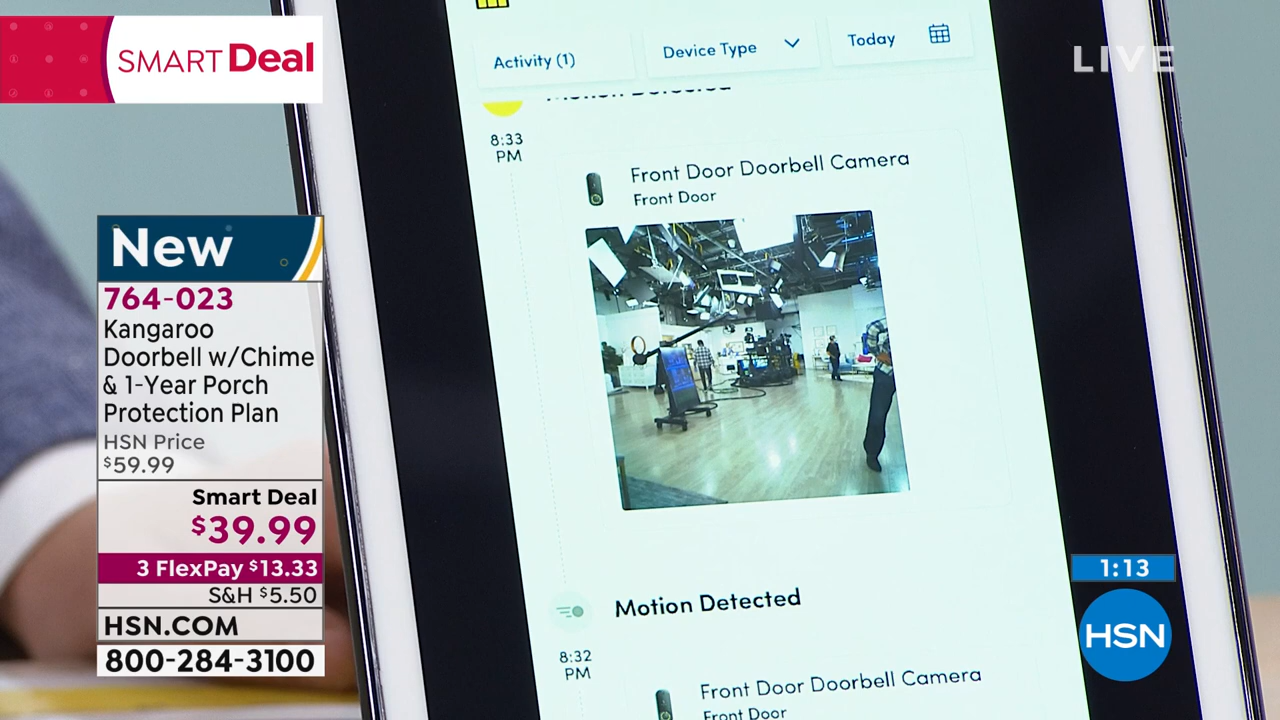 SMART Deal
LIVE
New
764-023
Kangaroo
Doorbell w/Chime
& 1-Year Porch
Protection Plan
HSN Price
$59.99
Smart Deal
$39.99
3 FlexPay $13.33
S&H $5.50
HSN.COM
800-284-3100
Activity (1)
Device Type
Today
Motion Detected
8:33
PM
Front Door Doorbell Camera
Front Door
Motion Detected
8:32
PM
Front Door Doorbell Camera
Front Door
1:13
HSN